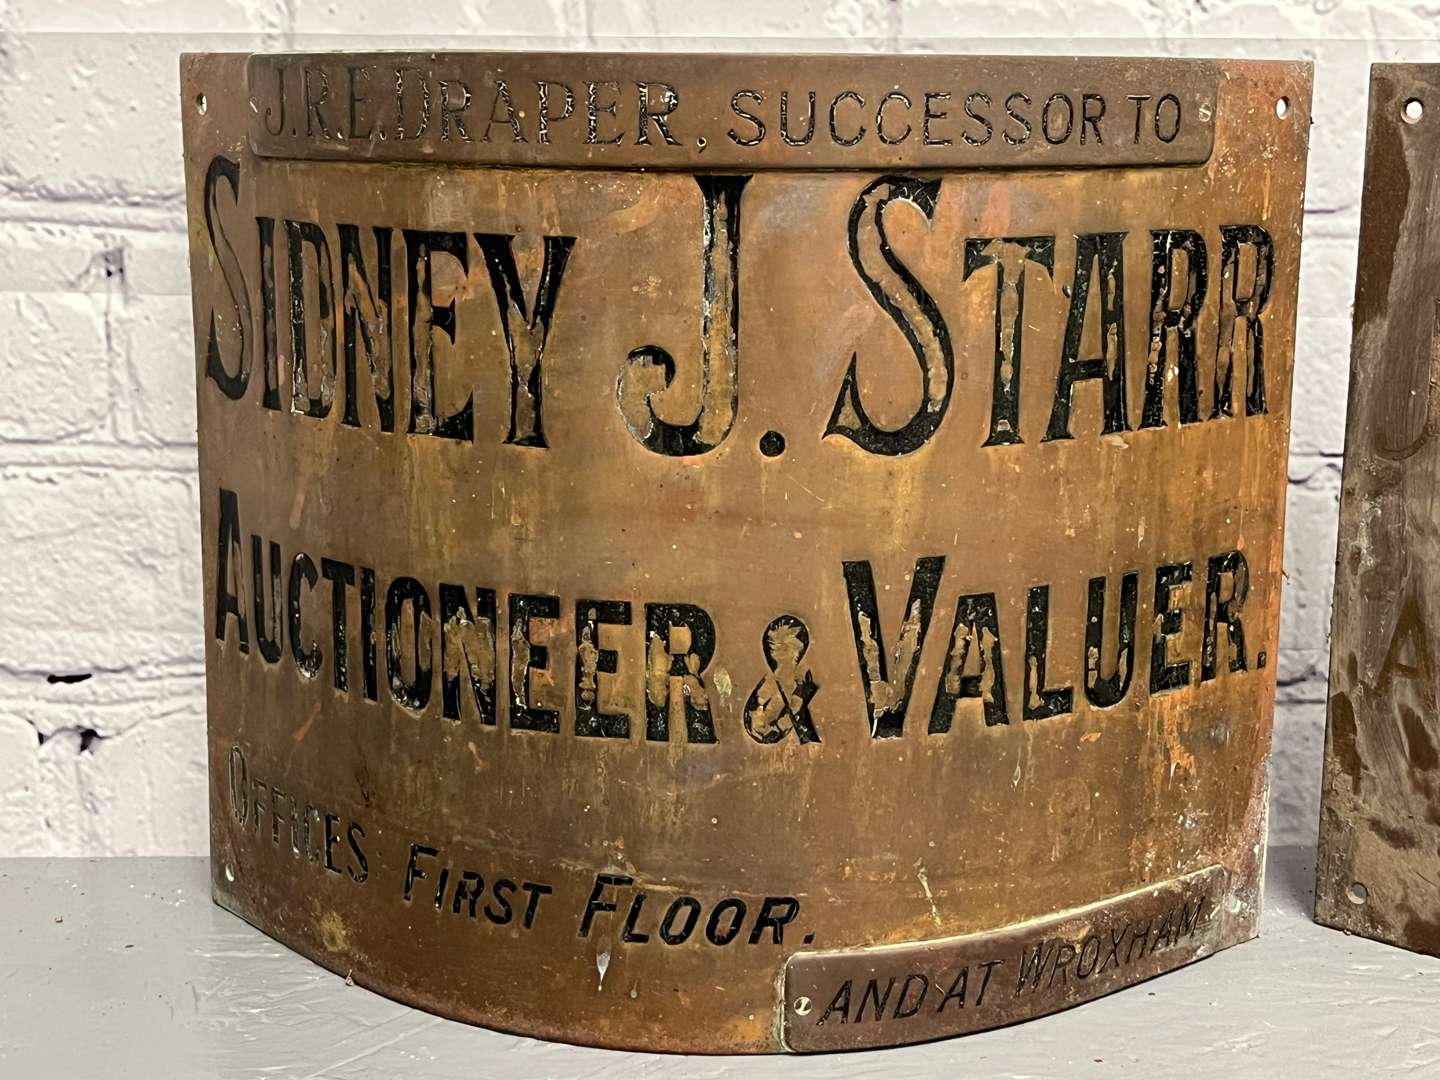 J.R.E. DRAPER, SUCCESSOR TO
SIDNEY J. STARR
AUCTIONEER & VALUER.
OFFICES FIRST FLOOR.
AND AT WROXHAM
J
A